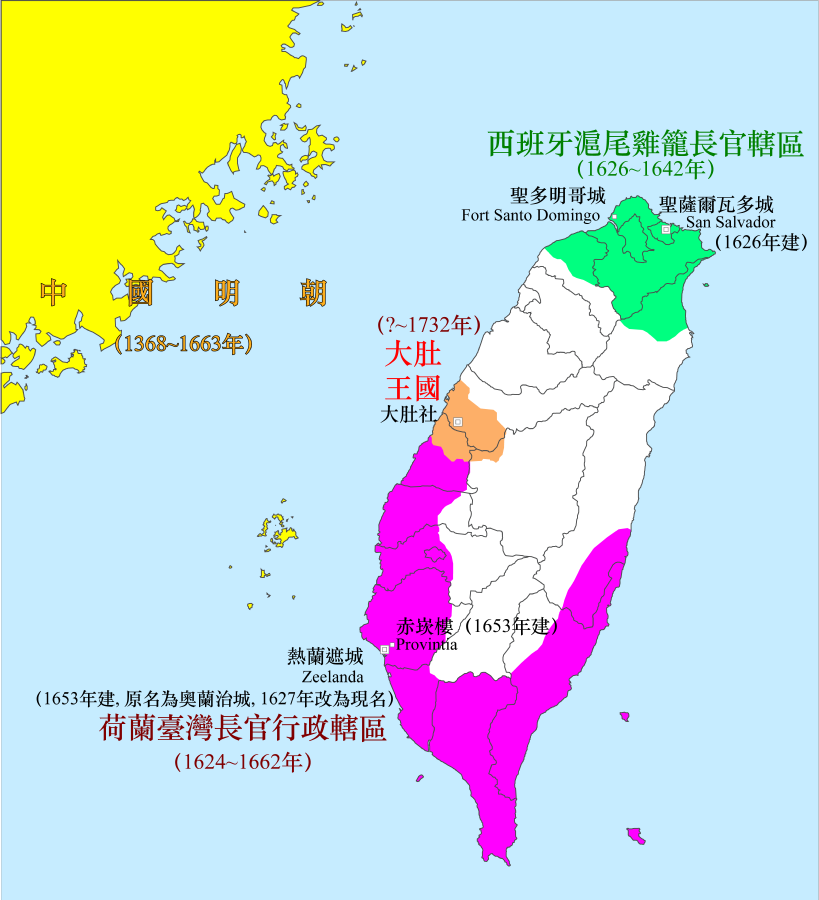 西班牙滬尾雞籠長官轄區
(1626~1642年)
聖多明哥城
Fort Santo Domingo
聖薩爾瓦多城
San Salvador
(1626年建)
中國明朝
(1368~1663年)
(?~1732年)
大肚
王國
大肚社
赤崁樓 (1653年建)
Provintia
熱蘭遮城
Zeelanda
(1653年建, 原名為奧蘭治城, 1627年改為現名)
荷蘭臺灣長官行政轄區
(1624~1662年)